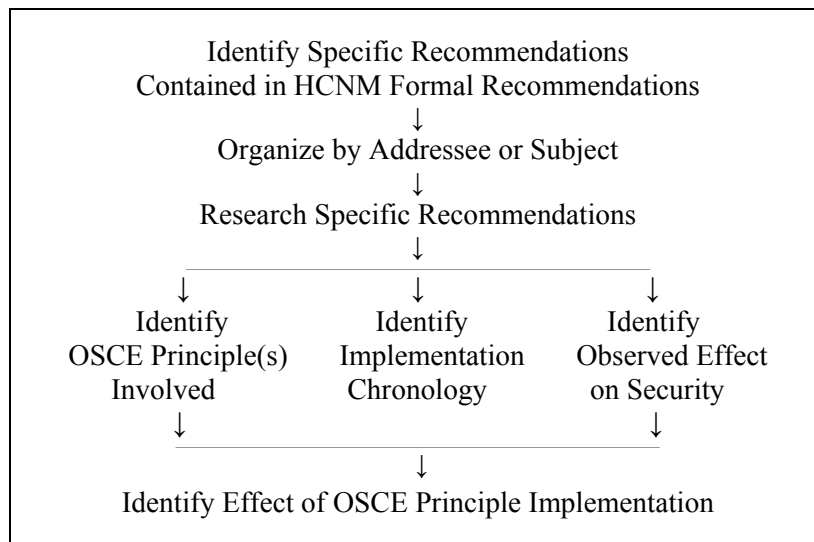 Identify Specific Recommendations
Contained in HCNM Formal Recommendations
↓
Organize by Addressee or Subject
↓
Research Specific Recommendations
↓
↓ ↓ ↓
Identify Identify Identify
OSCE Principle(s) Implementation Observed Effect
Involved Chronology on Security
↓ ↓
↓
Identify Effect of OSCE Principle Implementation